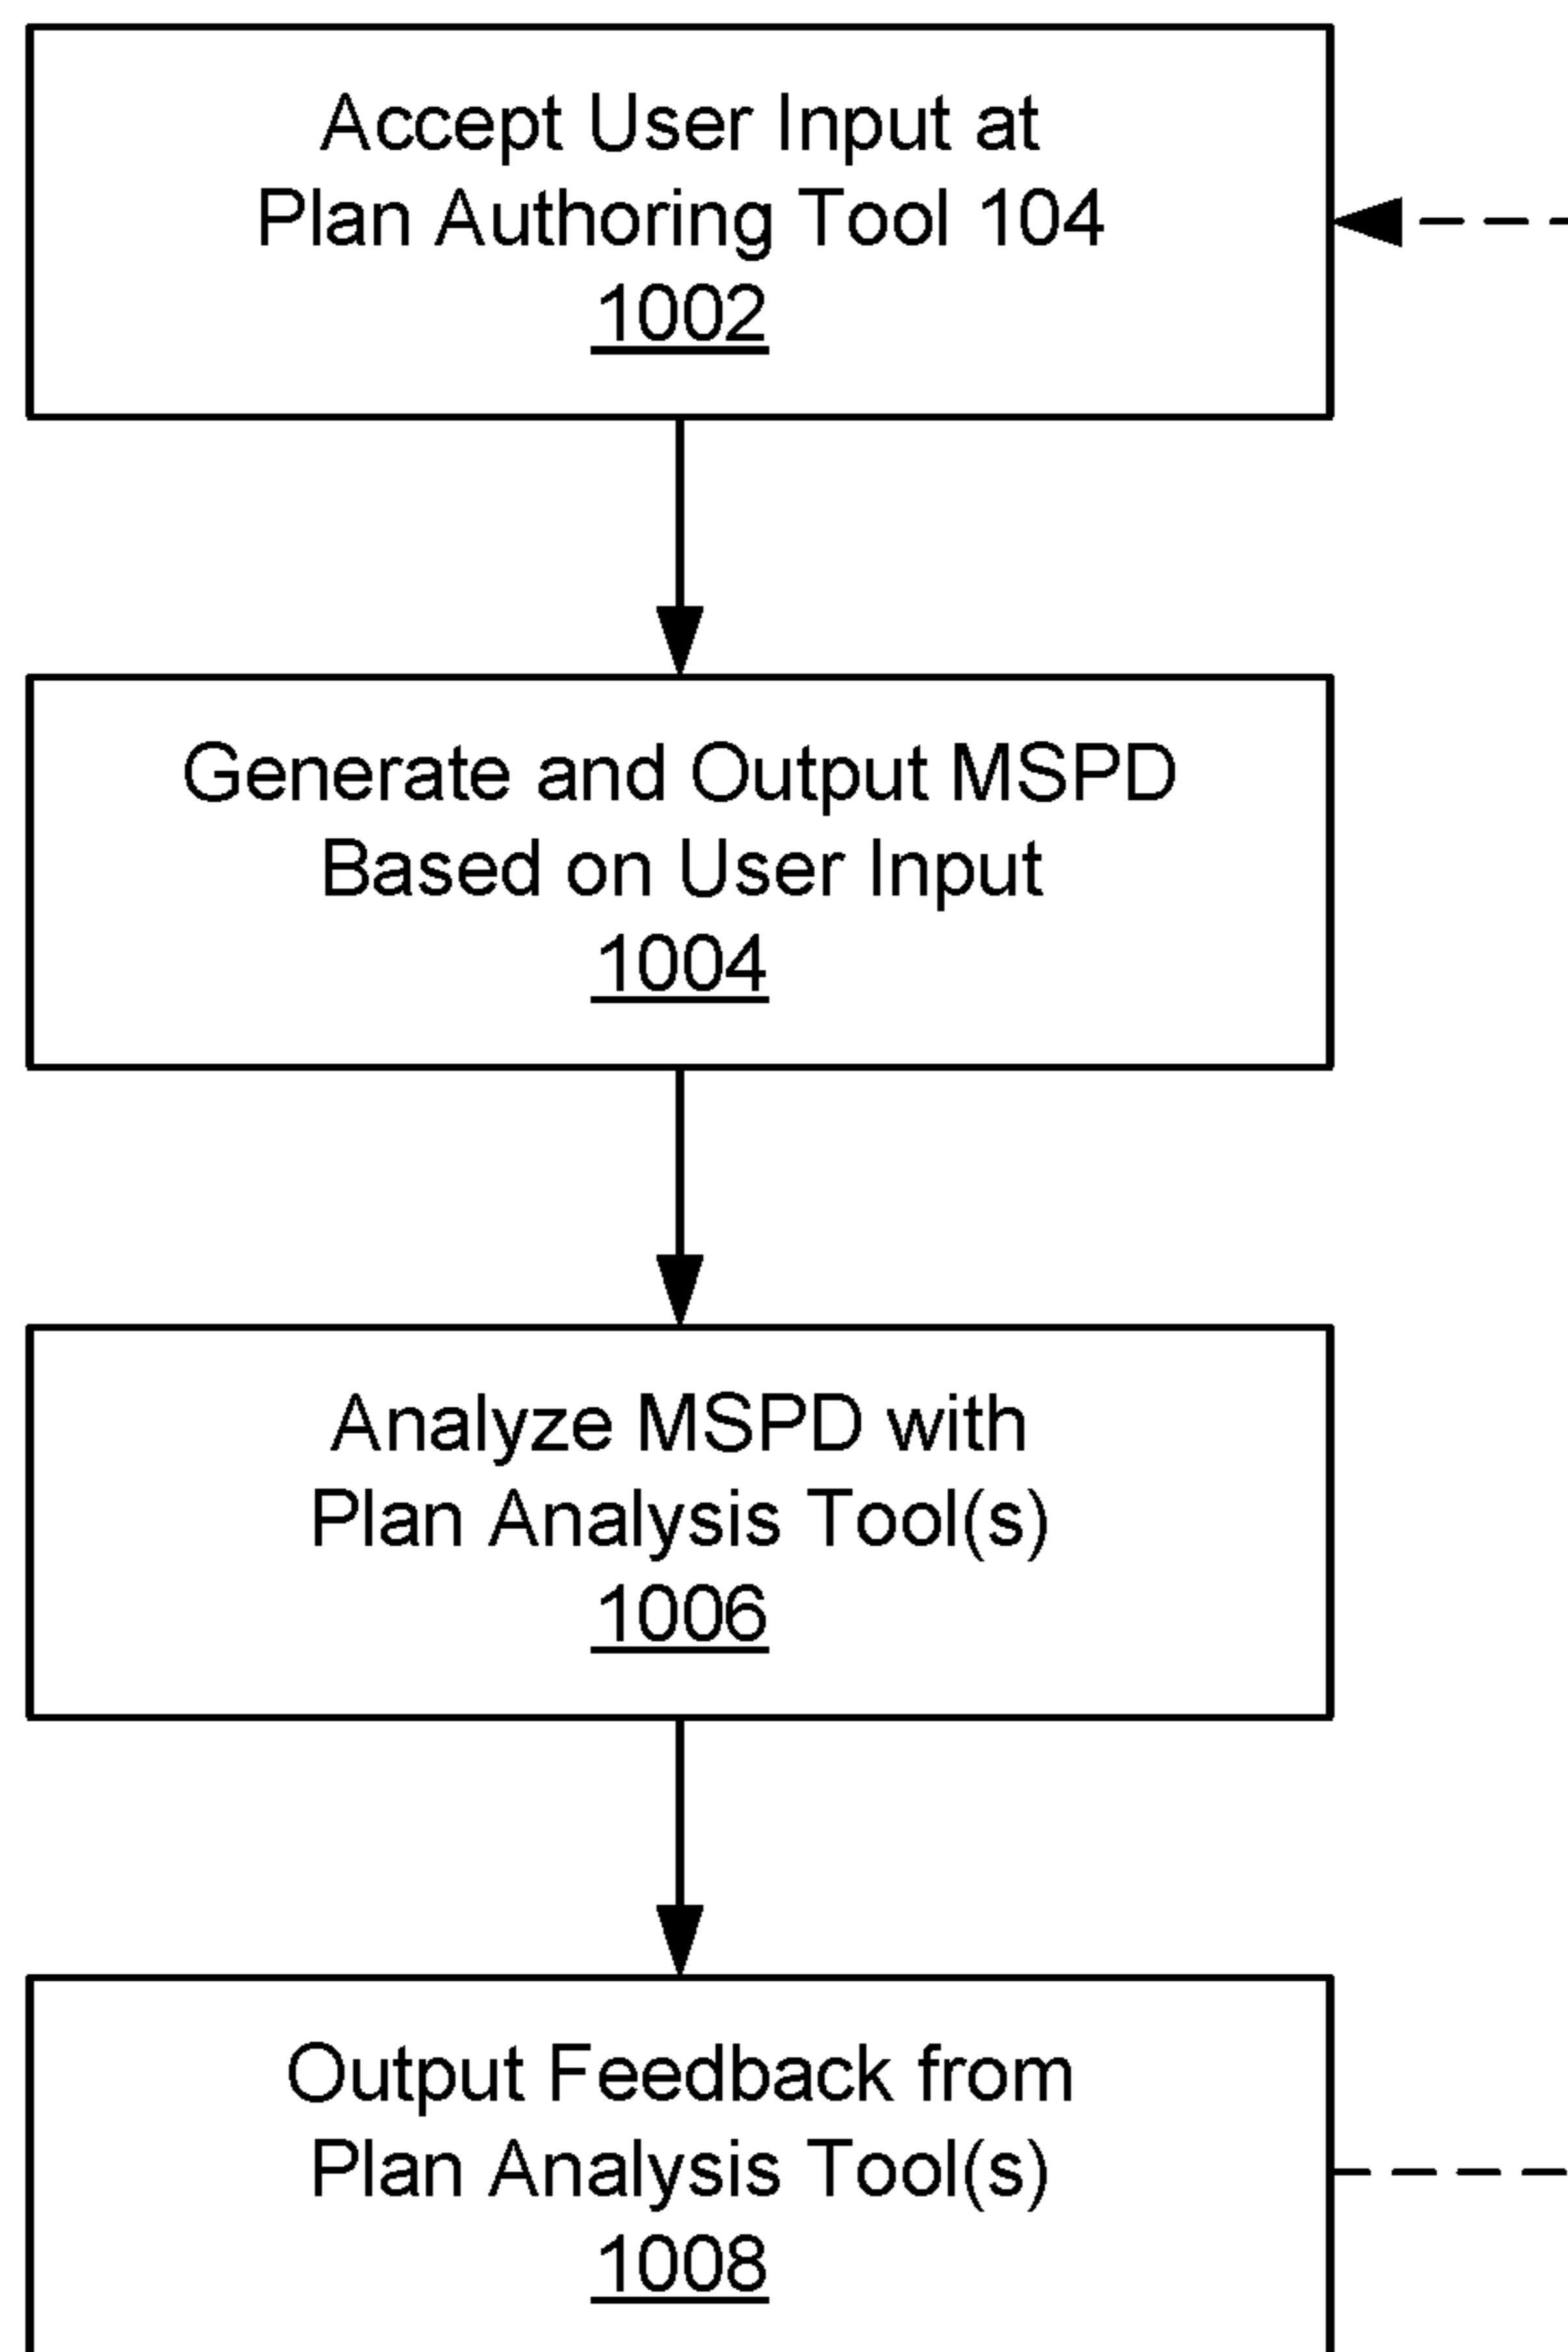 Accept User Input at
Plan Authoring Tool 104
1002
Generate and Output MSPD
Based on User Input
1004
Analyze MSPD with
Plan Analysis Tool(s)
1006
Output Feedback from
Plan Analysis Tool(s)
1008